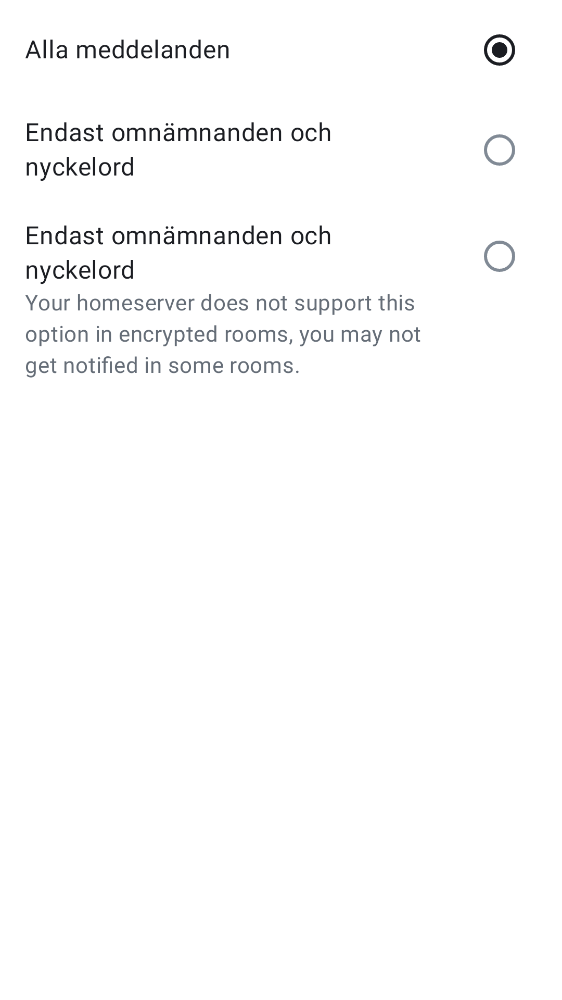 Alla meddelanden
Endast omnämnanden och
nyckelord
Endast omnämnanden och
nyckelord
Your homeserver does not support this
option in encrypted rooms, you may not
get notified in some rooms.